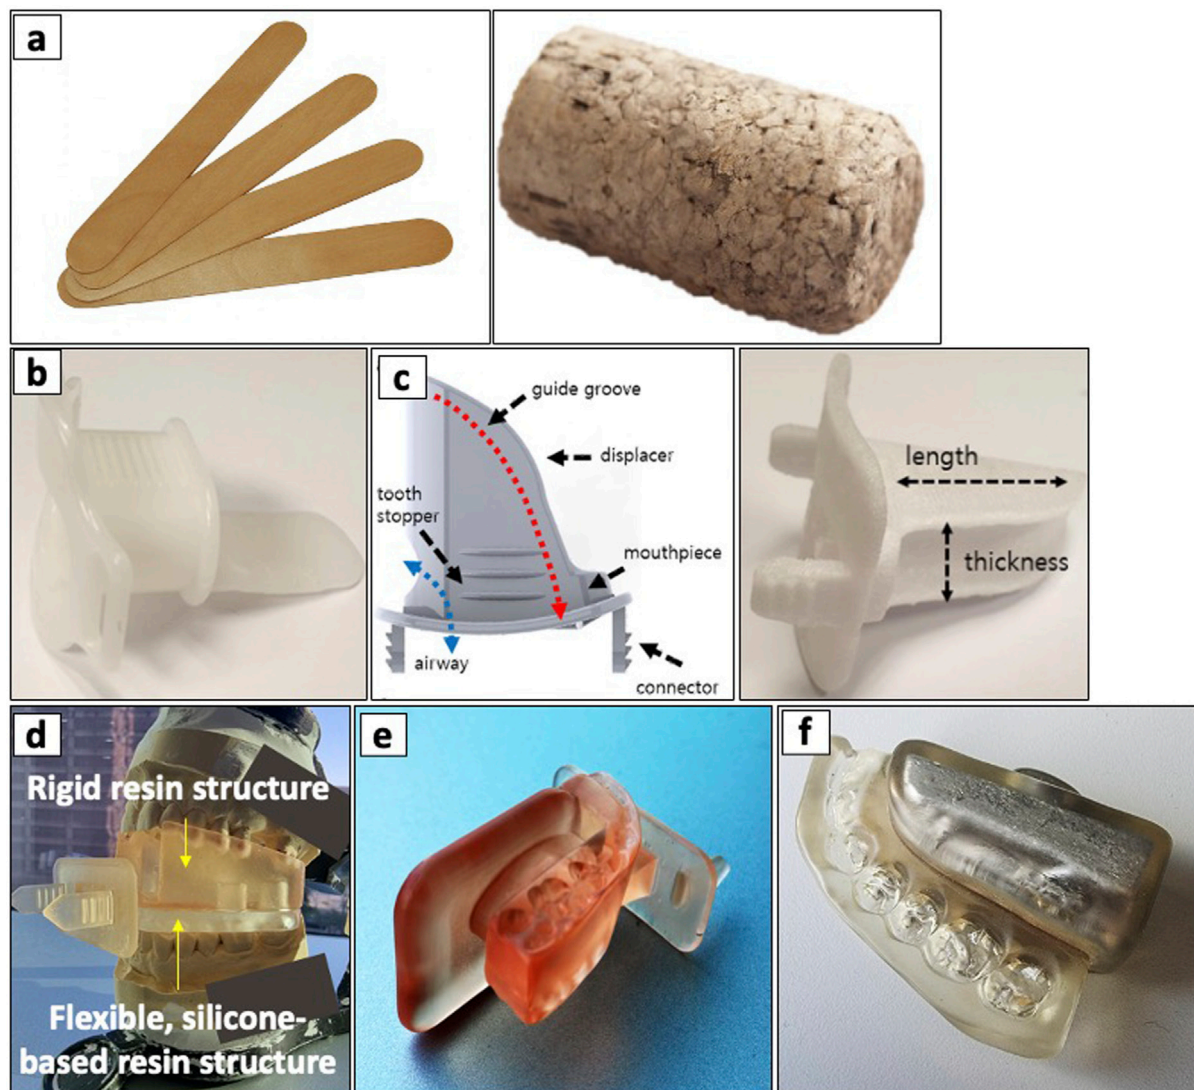 a
b
c
guide groove
displacer
tooth
stopper
mouthpiece
airway
connector
length
thickness
d
Rigid resin structure
Flexible, silicone-
based resin structure
e
f